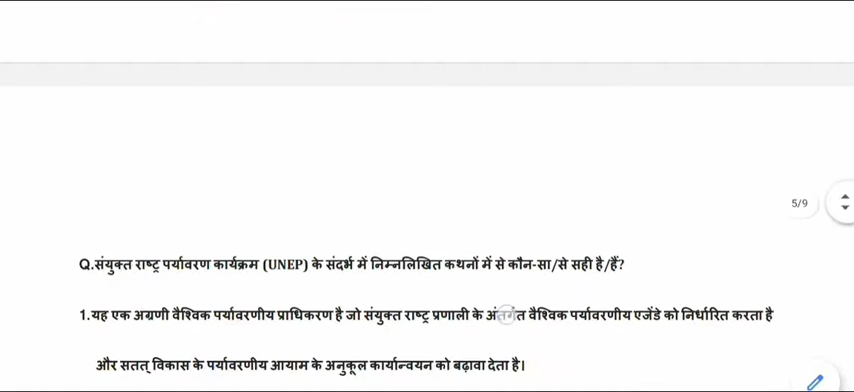 5/9
Q.संयुक्त राष्ट्र पर्यावरण कार्यक्रम (UNEP) के संदर्भ में निम्नलिखित कथनों में से कौन-सा/से सही है/हैं?
1.यह एक अग्रणी वैश्विक पर्यावरणीय प्राधिकरण है जो संयुक्त राष्ट्र प्रणाली के अंतर्गत वैश्विक पर्यावरणीय एजेंडे को निर्धारित करता है
और सतत् विकास के पर्यावरणीय आयाम के अनुकूल कार्यान्वयन को बढ़ावा देता है।